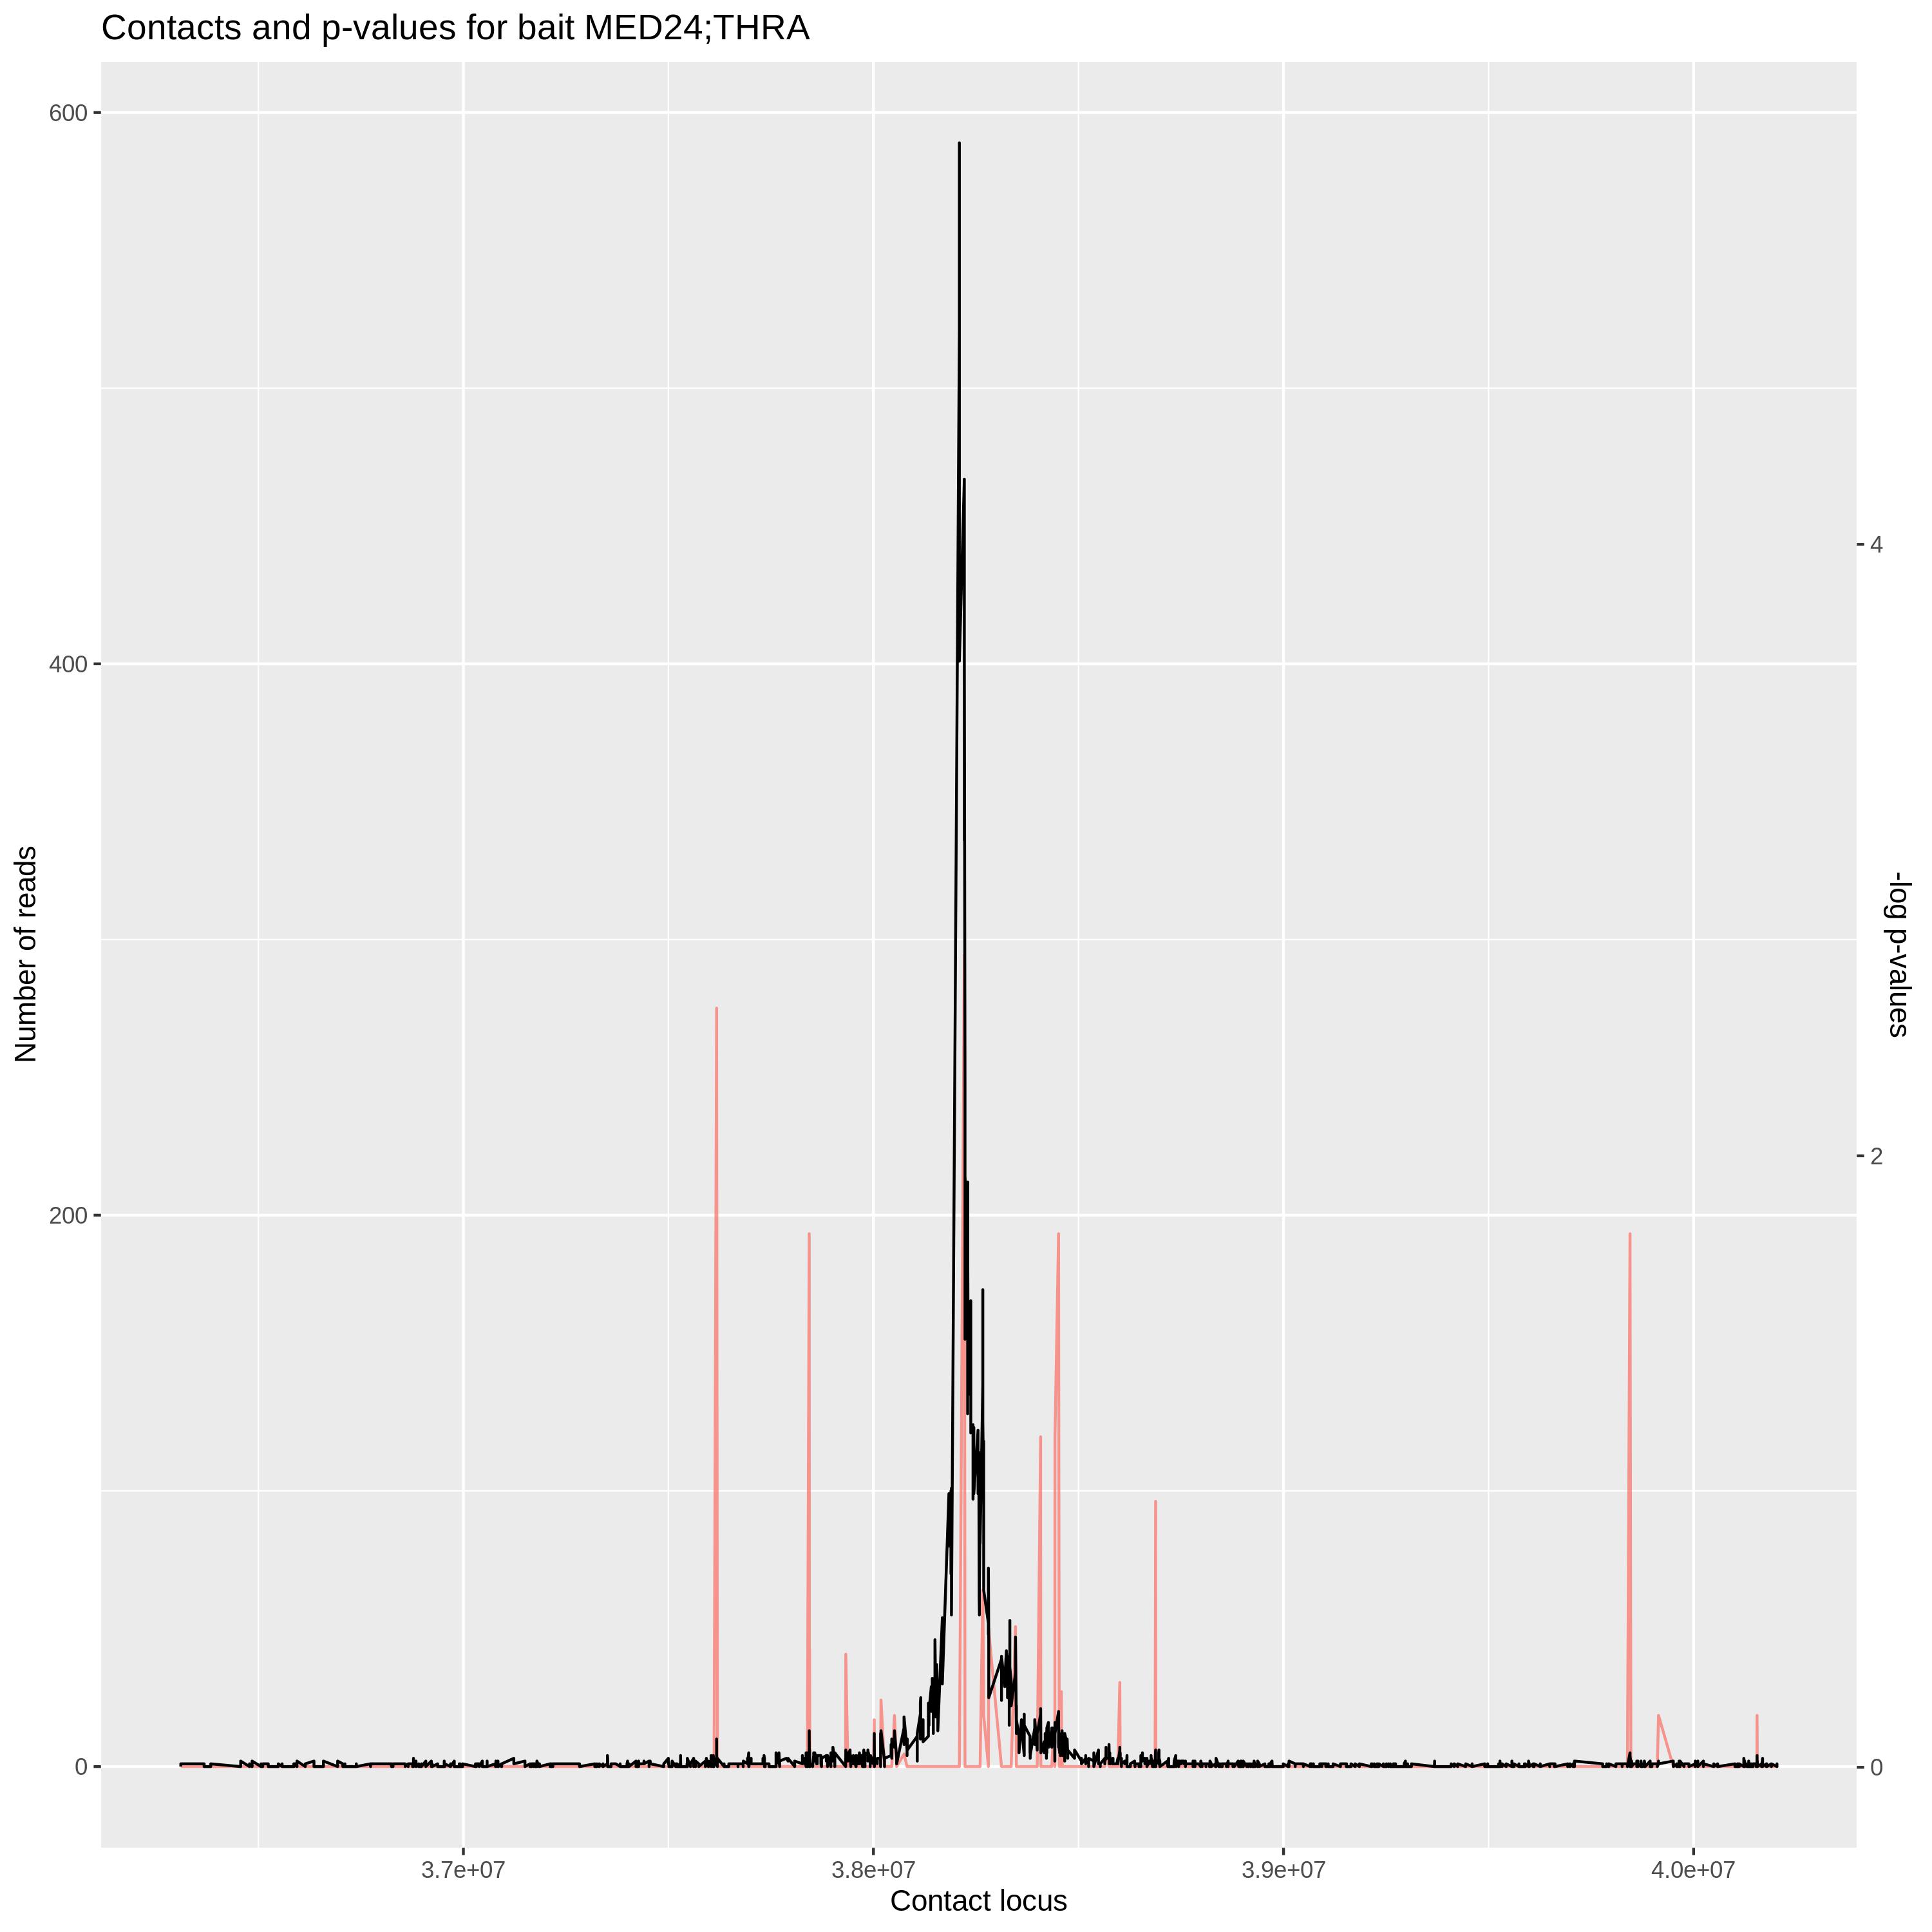 Contacts and p-values for bait MED24;THRA
600
400
200
0
Number of reads
4
2
0
-log p-values
3.7e+07
3.8e+07
3.9e+07
4.0e+07
Contact locus